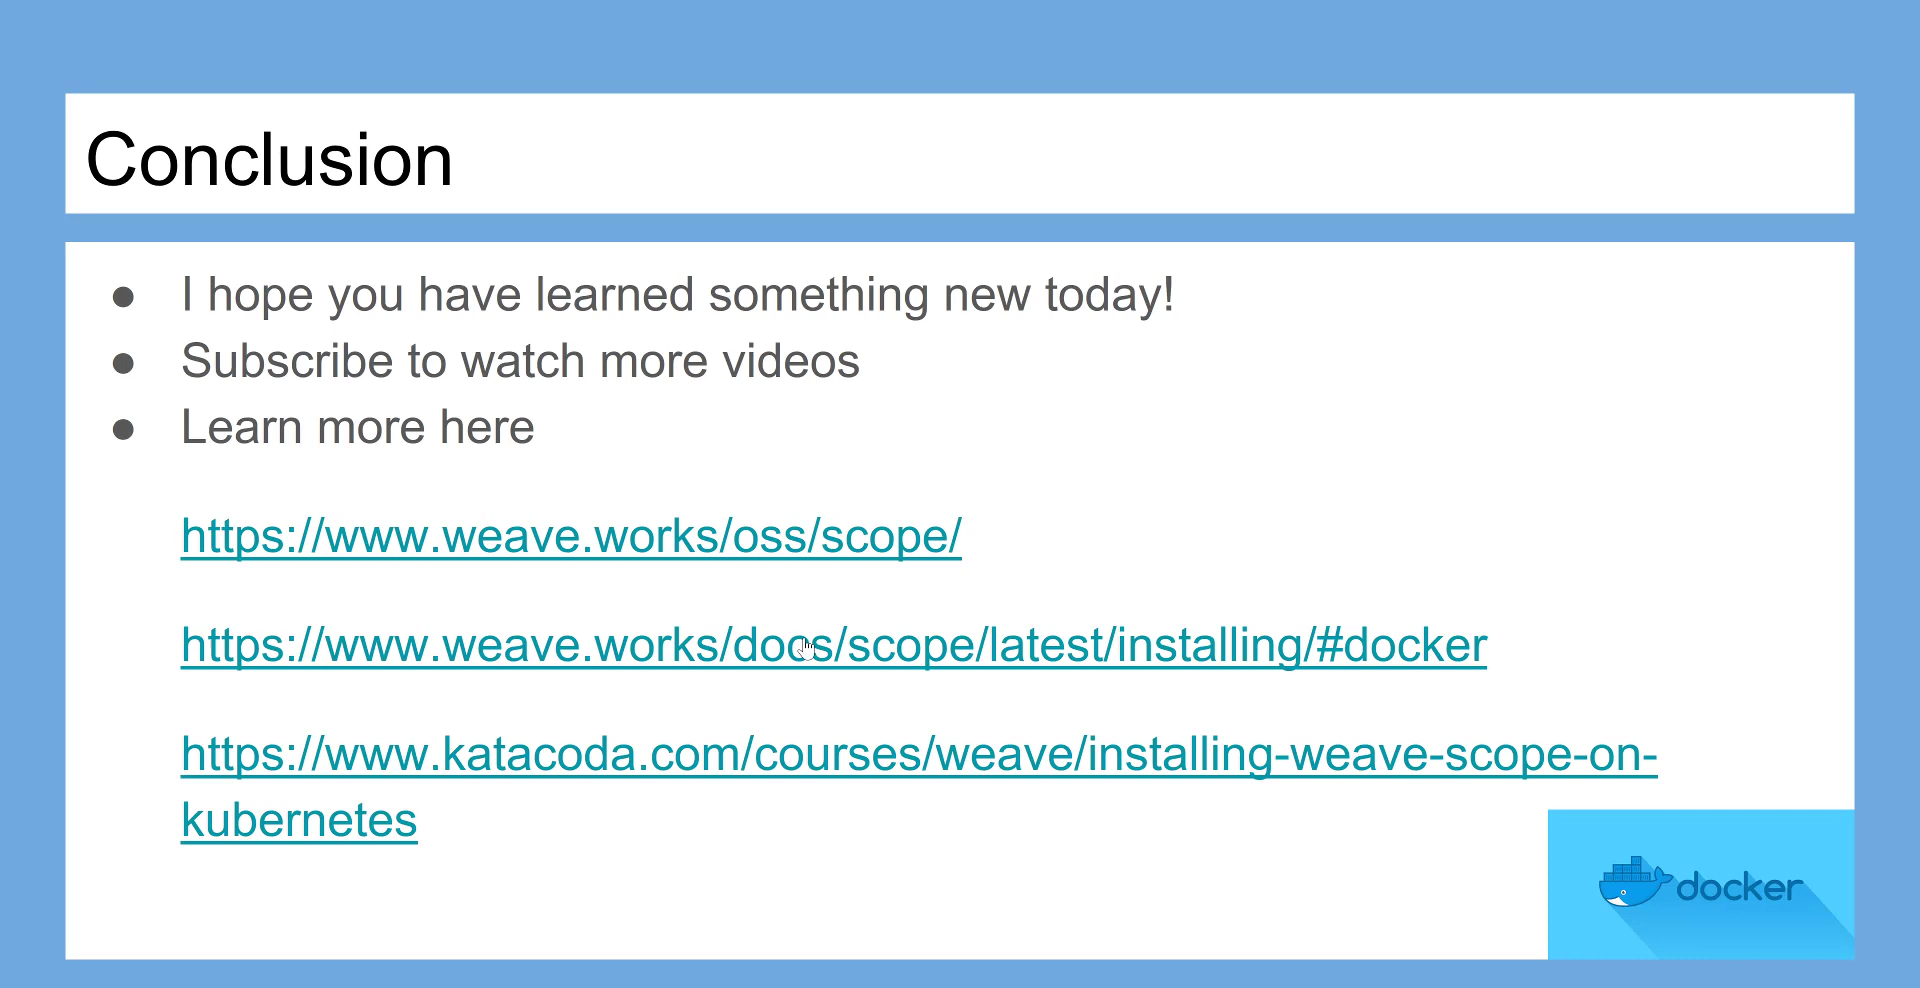 Conclusion
● I hope you have learned something new today!
● Subscribe to watch more videos
● Learn more here
https://www.weave.works/oss/scope/
https://www.weave.works/docs/scope/latest/installing/#docker
https://www.katacoda.com/courses/weave/installing-weave-scope-on-
kubernetes
docker